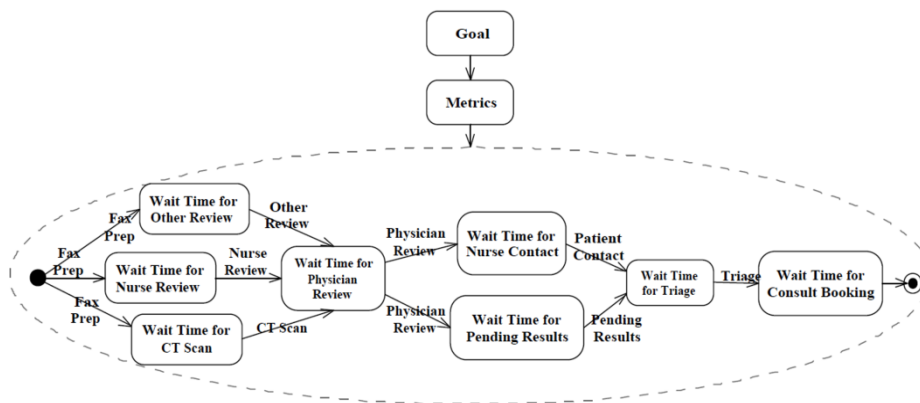 Goal
Metrics
Wait Time for
Other Review
Other
Review
Fax
Prep
Fax
Prep
Wait Time for
Nurse Review
Nurse
Review
Wait Time for
Physician
Review
Fax
Prep
Wait Time for
CT Scan
CT Scan
Physician
Review
Wait Time for
Nurse Contact
Patient
Contact
Physician
Review
Wait Time for
Pending Results
Pending
Results
Wait Time
for Triage
Triage
Wait Time for
Consult Booking